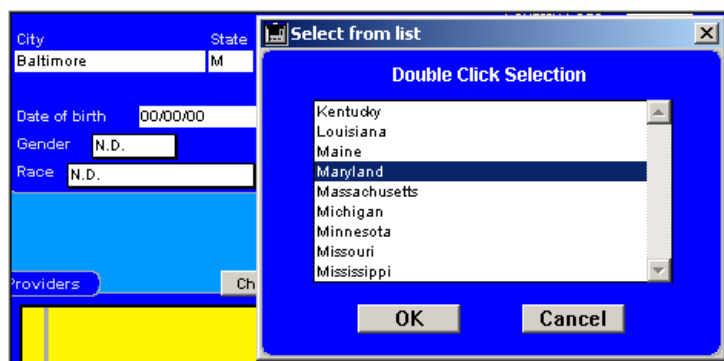 City
State
Baltimore
M
Date of birth
00/00/00
Gender
N.D.
Race
N.D.
Providers
Ch
Select from list
Double Click Selection
Kentucky
Louisiana
Maine
Maryland
Massachusetts
Michigan
Minnesota
Missouri
Mississippi
OK
Cancel